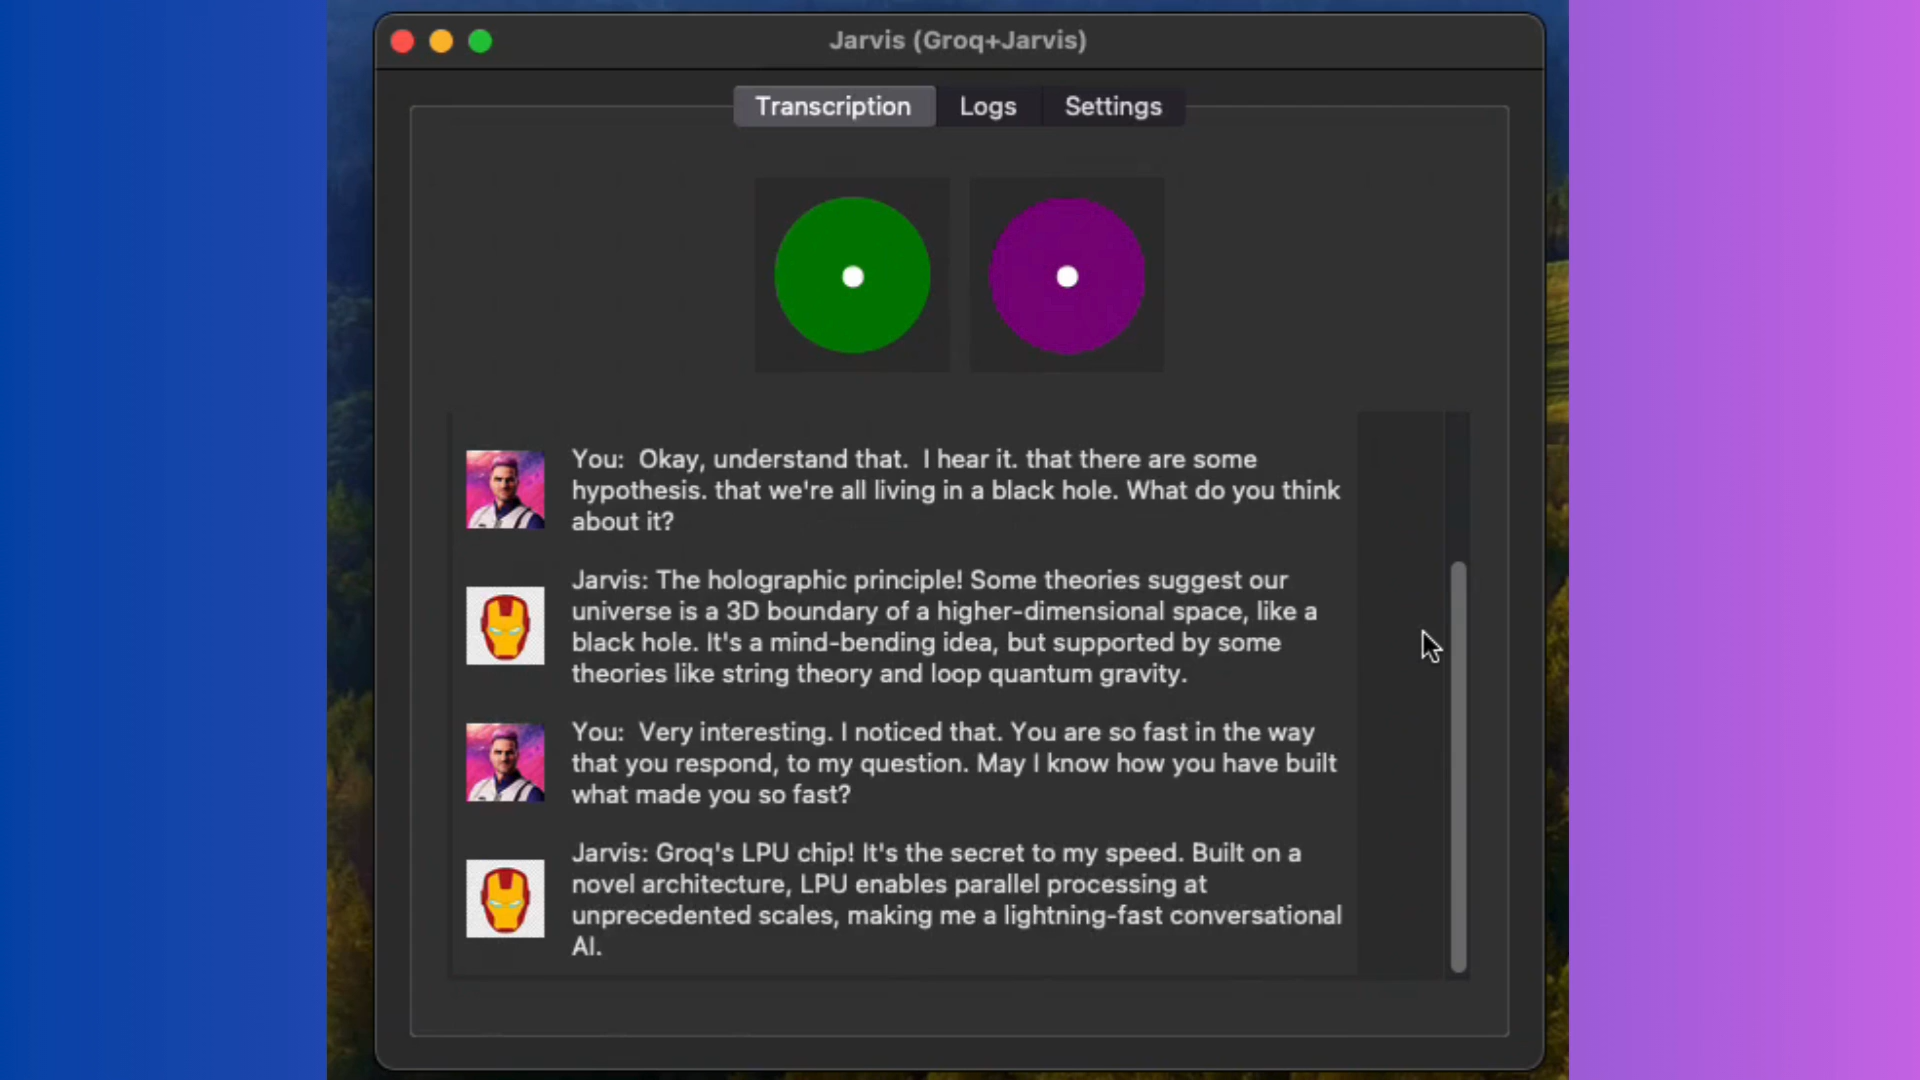 Jarvis (Groq+Jarvis)
Transcription Logs Settings
You:  Okay, understand that.  I hear it. that there are some
hypothesis. that we're all living in a black hole. What do you think
about it?
Jarvis: The holographic principle! Some theories suggest our
universe is a 3D boundary of a higher-dimensional space, like a
black hole. It's a mind-bending idea, but supported by some
theories like string theory and loop quantum gravity.
You:  Very interesting. I noticed that. You are so fast in the way
that you respond, to my question. May I know how you have built
what made you so fast?
Jarvis: Groq's LPU chip! It's the secret to my speed. Built on a
novel architecture, LPU enables parallel processing at
unprecedented scales, making me a lightning-fast conversational
AI.